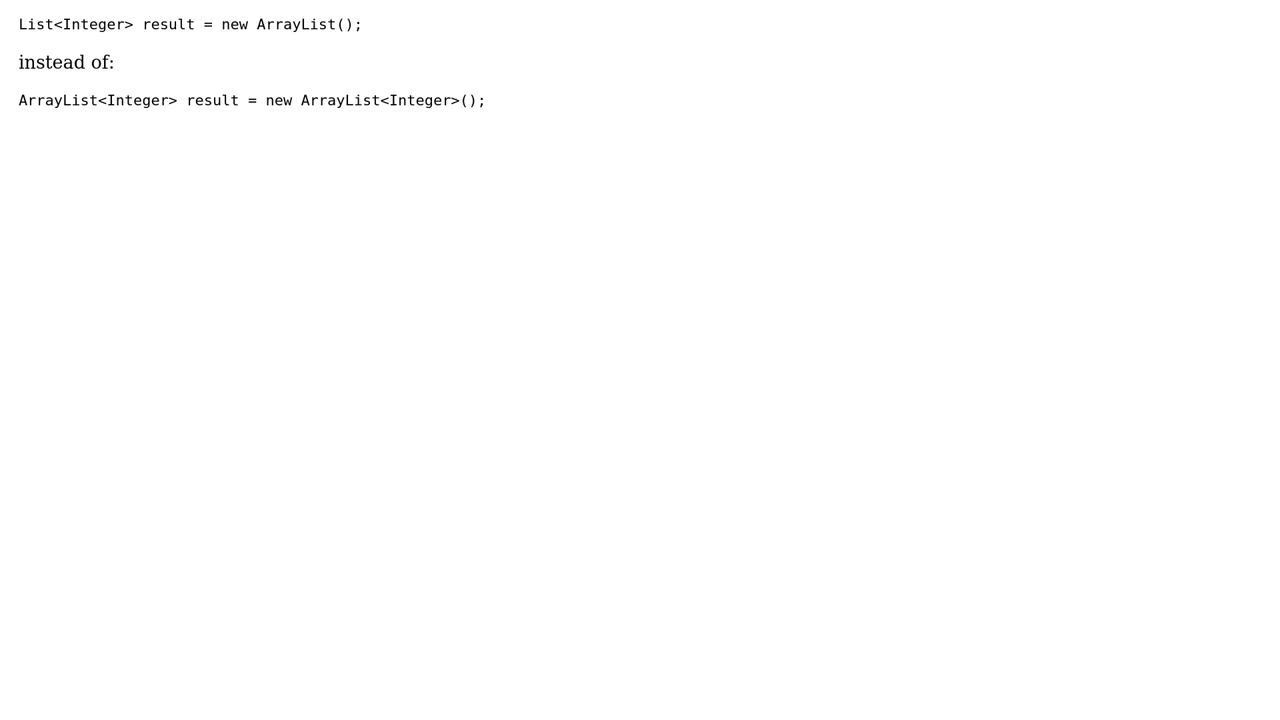 List<Integer> result = new ArrayList();
instead of:
ArrayList<Integer> result = new ArrayList<Integer>();